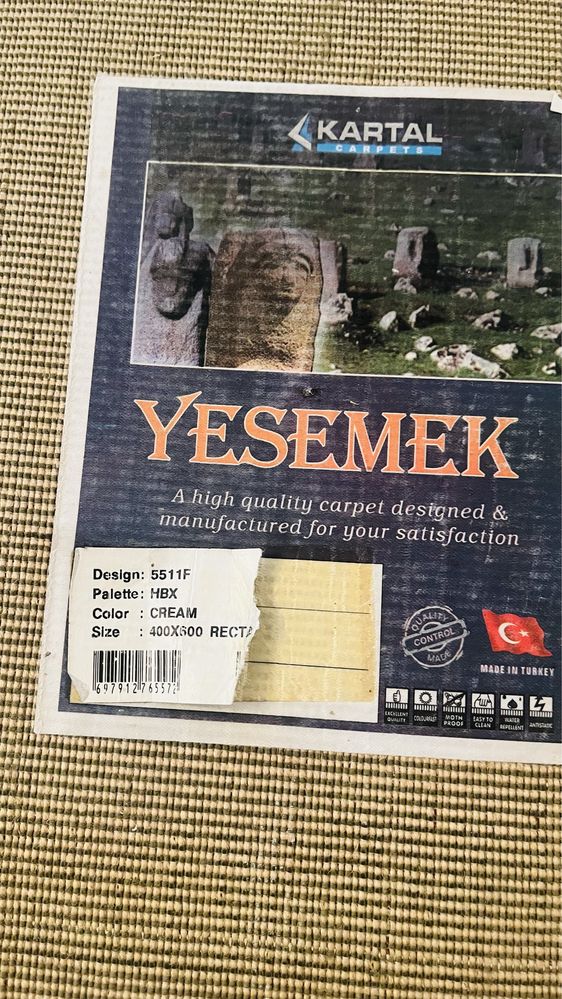 KARTAL
CARPETS
YESEMEK
A high quality carpet designed &
manufactured for your satisfaction
Design: 5511F
Palette: HBX
Color : CREAM
Size : 400X600 RECTA
697912765572
QUALITY
CONTROL
MADE
MADE IN TURKEY
EXCELLENT
QUALITY
COLOURFAST
MOTH
PROOF
EASY TO
CLEAN
WATER
REPELLENT
ANTISTATIC